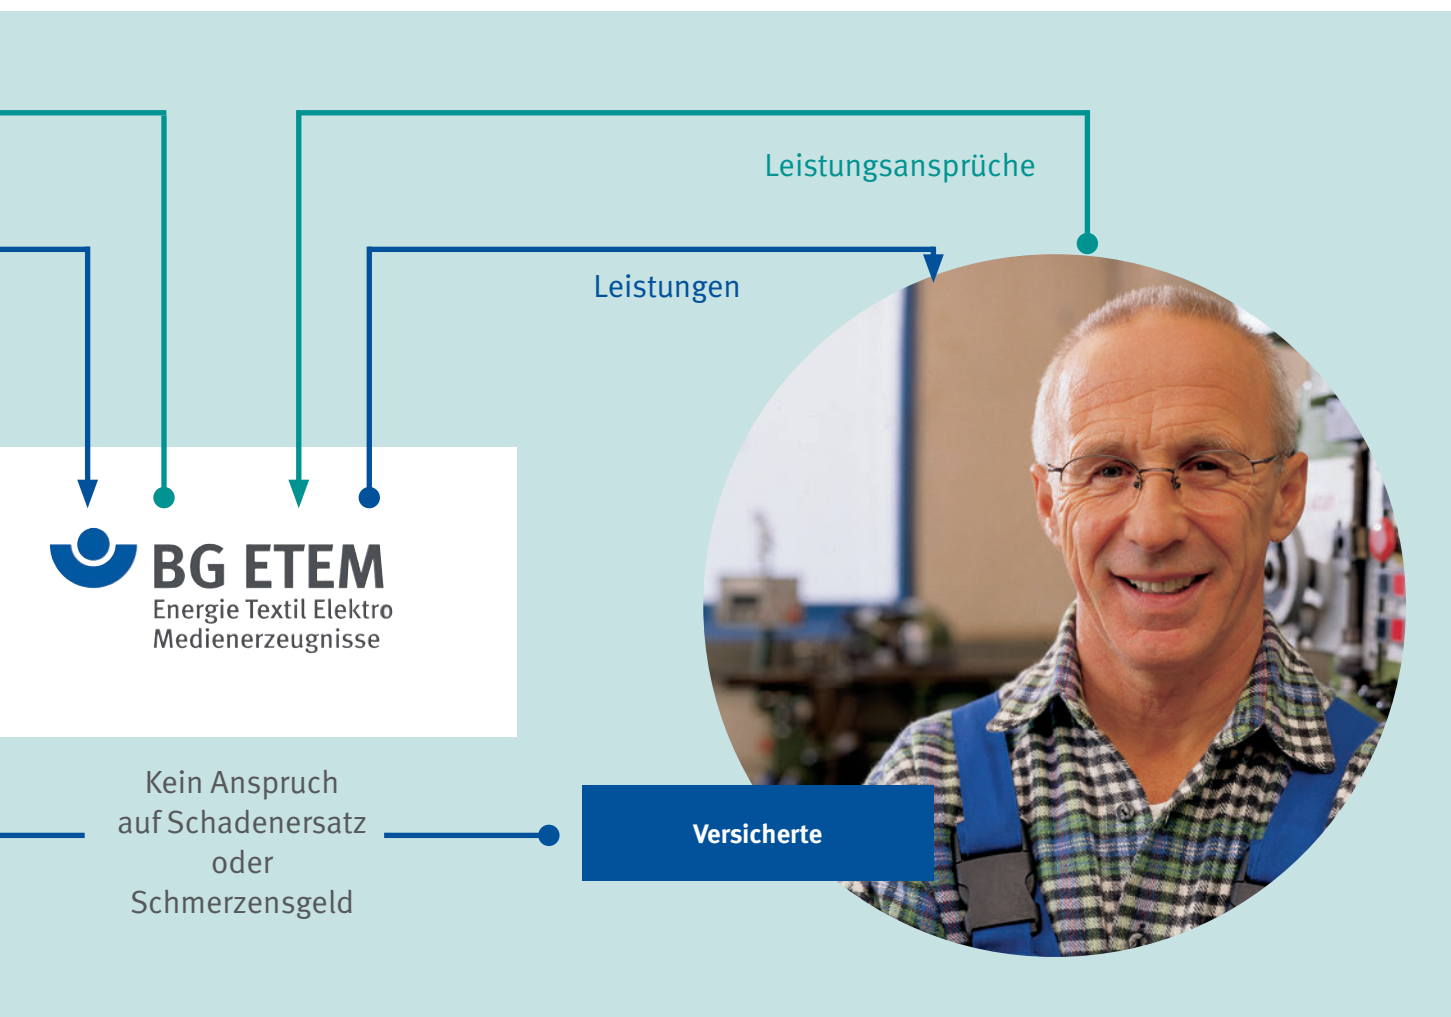 Leistungsansprüche
Leistungen
BG ETEM
Energie Textil Elektro
Medienerzeugnisse
Kein Anspruch
auf Schadenersatz
oder
Schmerzensgeld
Versicherte